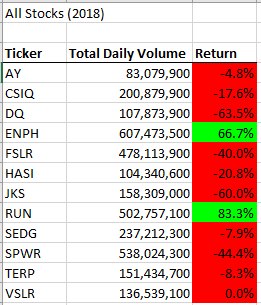 All Stocks (2018)
Ticker Total Daily Volume Return
AY 83,079,900 -4.8%
CSIQ 200,879,900 -17.6%
DQ 107,873,900 -63.5%
ENPH 607,473,500 66.7%
FSLR 478,113,900 -40.0%
HASI 104,340,600 -20.8%
JKS 158,309,000 -60.0%
RUN 502,757,100 83.3%
SEDG 237,212,300 -7.9%
SPWR 538,024,300 -44.4%
TERP 151,434,700 -8.3%
VSLR 136,539,100 0.0%